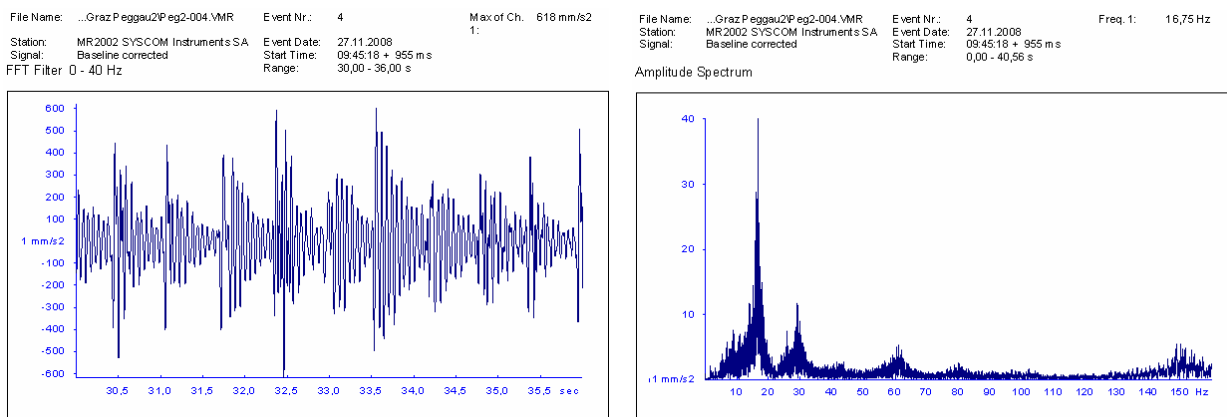 File Name: ...Graz Peggau2\Peg2-004.VMR Event Nr.: 4 Max of Ch. 1: 618 mm/s2
Station: MR2002 SYSCOM Instruments SA Event Date: 27.11.2008
Signal: Baseline corrected Start Time: 09:45:18 + 955 ms
FFT Filter 0 - 40 Hz Range: 30,00 - 36,00 s
600
500
400
300
200
100
1 mm/s2
-100
-200
-300
-400
-500
-600
30,5 31,0 31,5 32,0 32,5 33,0 33,5 34,0 34,5 35,0 35,5 sec
File Name: ...Graz Peggau2\Peg2-004.VMR Event Nr.: 4 Freq. 1: 16,75 Hz
Station: MR2002 SYSCOM Instruments SA Event Date: 27.11.2008
Signal: Baseline corrected Start Time: 09:45:18 + 955 ms
Range: 0,00 - 40,56 s
Amplitude Spectrum
40
30
20
10
1 mm/s2
10 20 30 40 50 60 70 80 90 100 110 120 130 140 150 Hz